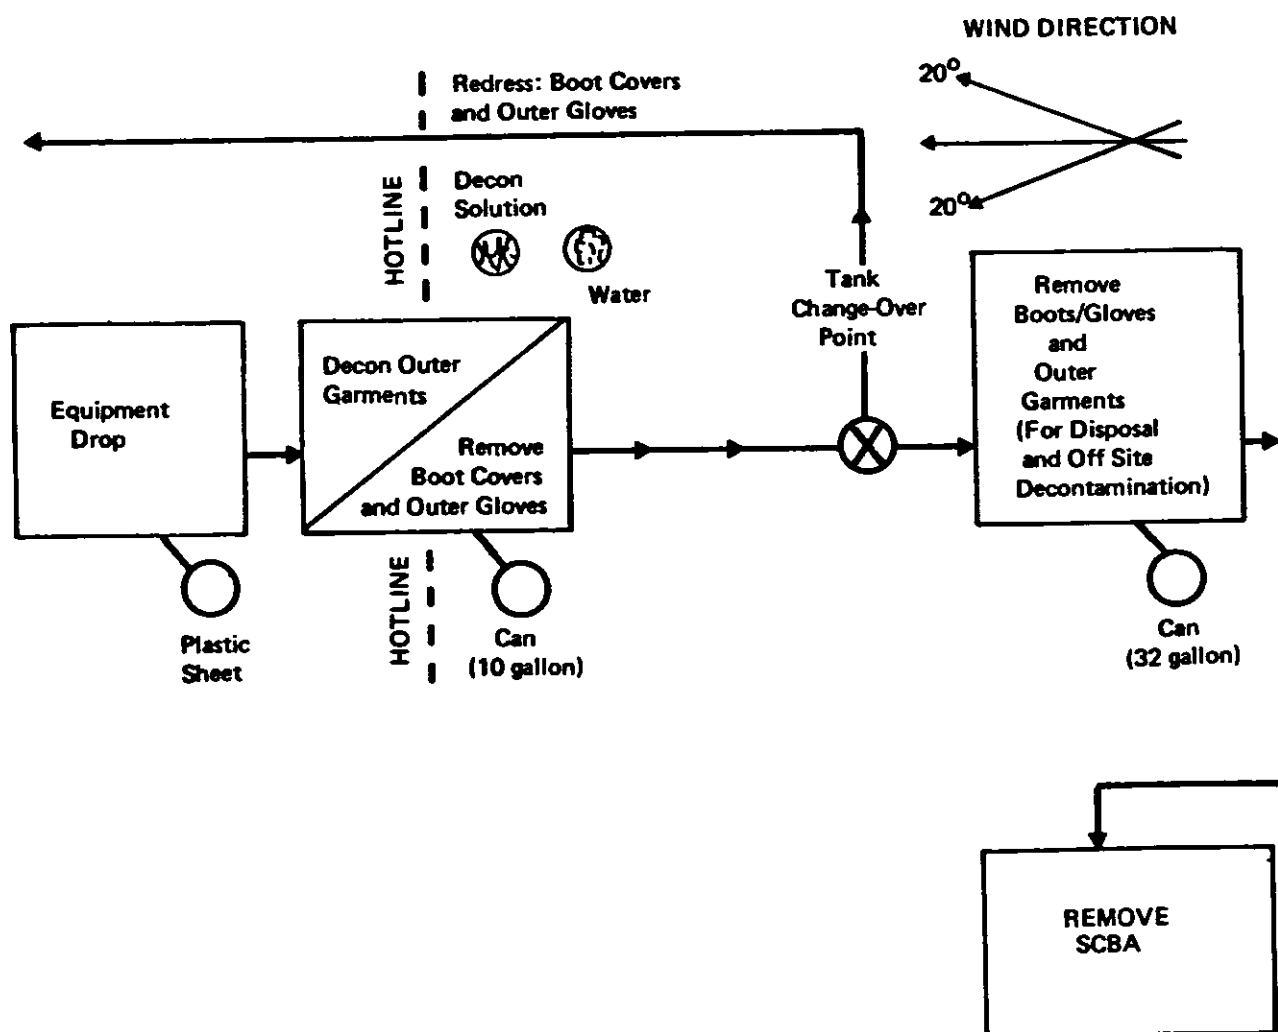 WIND DIRECTION
20°
20°
Redress: Boot Covers
and Outer Gloves
HOTLINE
Decon
Solution
Water
Tank
Change-Over
Point
Equipment
Drop
Decon Outer
Garments
Remove
Boot Covers
and Outer Gloves
Remove
Boots/Gloves
and
Outer
Garments
(For Disposal
and Off Site
Decontamination)
Plastic
Sheet
HOTLINE
Can
(10 gallon)
Can
(32 gallon)
REMOVE
SCBA